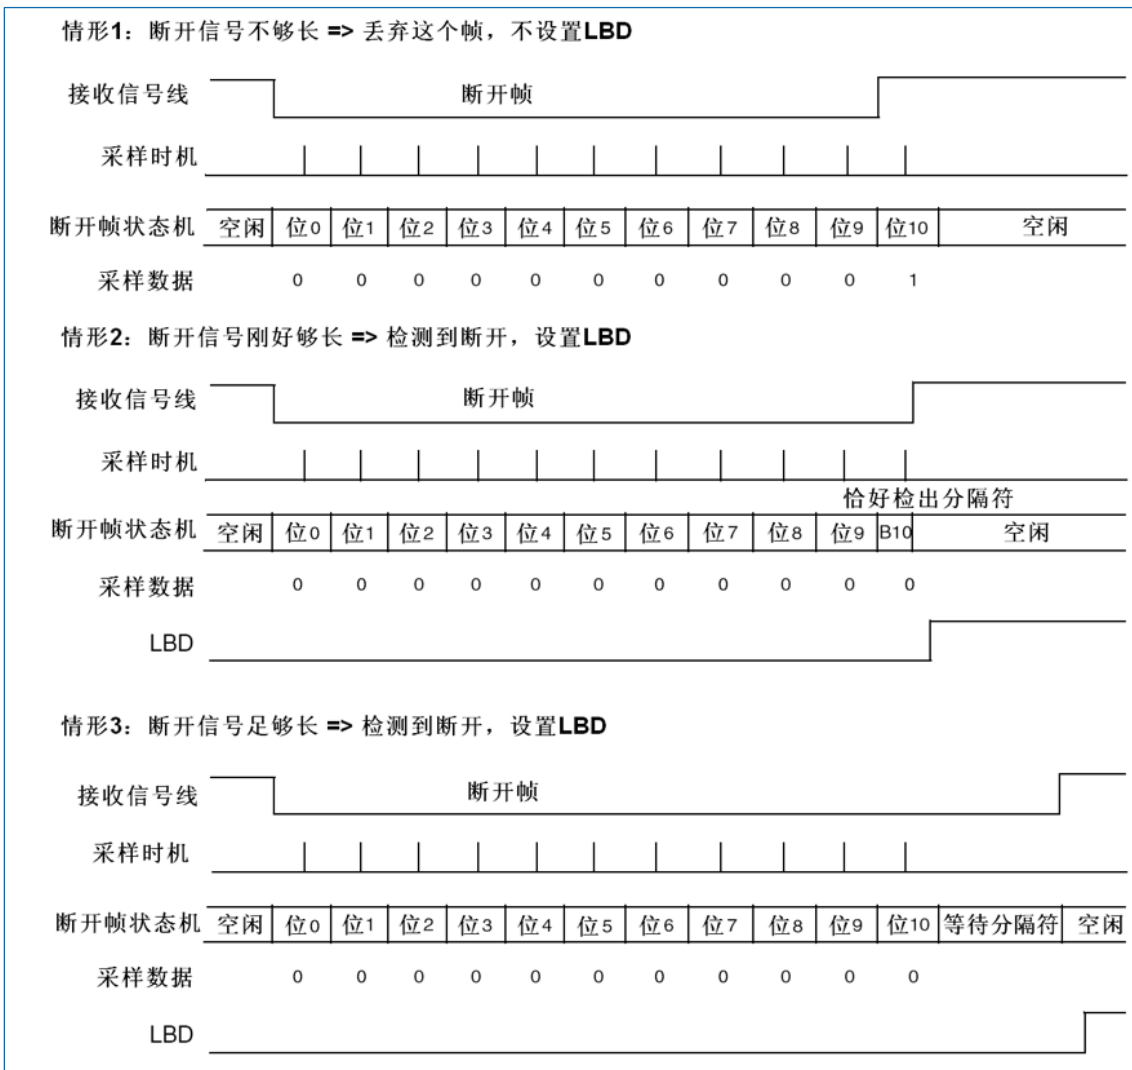 情形1：断开信号不够长 => 丢弃这个帧，不设置LBD
接收信号线 断开帧
采样时机
断开帧状态机 空闲 位0 位1 位2 位3 位4 位5 位6 位7 位8 位9 位10 空闲
采样数据 0 0 0 0 0 0 0 0 0 0 1
情形2：断开信号刚好够长 => 检测到断开，设置LBD
接收信号线 断开帧
采样时机
恰好检出分隔符
断开帧状态机 空闲 位0 位1 位2 位3 位4 位5 位6 位7 位8 位9 B10 空闲
采样数据 0 0 0 0 0 0 0 0 0 0 0
LBD
情形3：断开信号足够长 => 检测到断开，设置LBD
接收信号线 断开帧
采样时机
断开帧状态机 空闲 位0 位1 位2 位3 位4 位5 位6 位7 位8 位9 位10 等待分隔符 空闲
采样数据 0 0 0 0 0 0 0 0 0 0 0
LBD